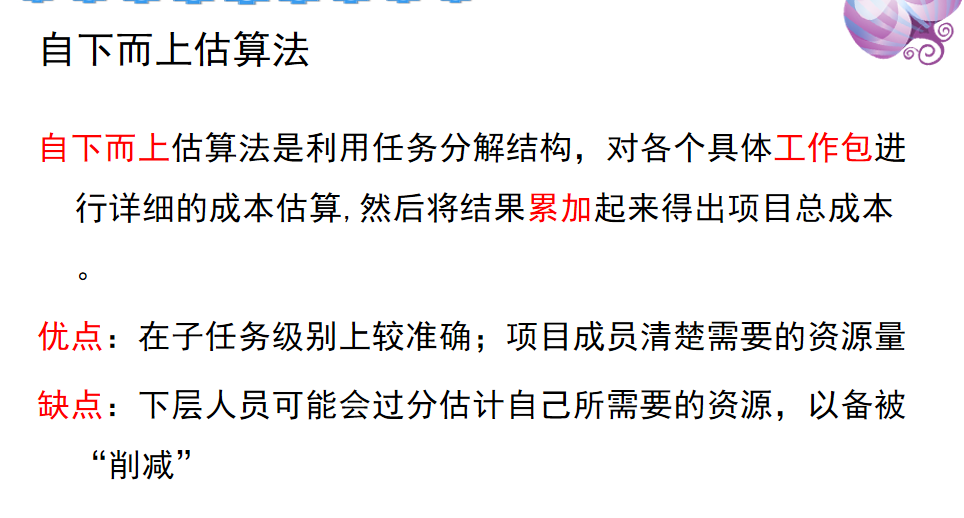 自下而上估算法
自下而上估算法是利用任务分解结构，对各个具体工作包进
行详细的成本估算,然后将结果累加起来得出项目总成本
。
优点：在子任务级别上较准确；项目成员清楚需要的资源量
缺点：下层人员可能会过分估计自己所需要的资源，以备被
“削减”